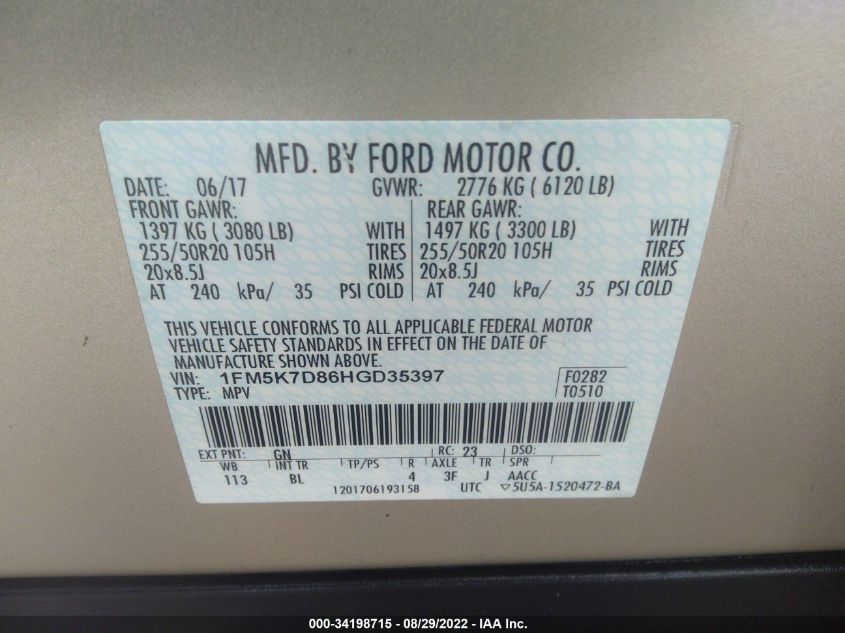 MFD. BY FORD MOTOR CO.
DATE: 06/17 GVWR: 2776 KG ( 6120 LB)
FRONT GAWR: REAR GAWR:
1397 KG ( 3080 LB) WITH 1497 KG ( 3300 LB) WITH
255/50R20 105H TIRES 255/50R20 105H TIRES
20x8.5J RIMS 20x8.5J RIMS
AT 240 kPa/ 35 PSI COLD AT 240 kPa/ 35 PSI COLD
THIS VEHICLE CONFORMS TO ALL APPLICABLE FEDERAL MOTOR
VEHICLE SAFETY STANDARDS IN EFFECT ON THE DATE OF
MANUFACTURE SHOWN ABOVE.
VIN: 1FM5K7D86HGD35397 F0282
TYPE: MPV T0510
EXT PNT: GN RC: 23 DSO:
WB INT TR TP/PS R AXLE TR SPR
113 BL 4 3F J AACC
1201706193158 UTC ▽5U5A-1520472-BA
000-34198715 - 08/29/2022 - IAA Inc.